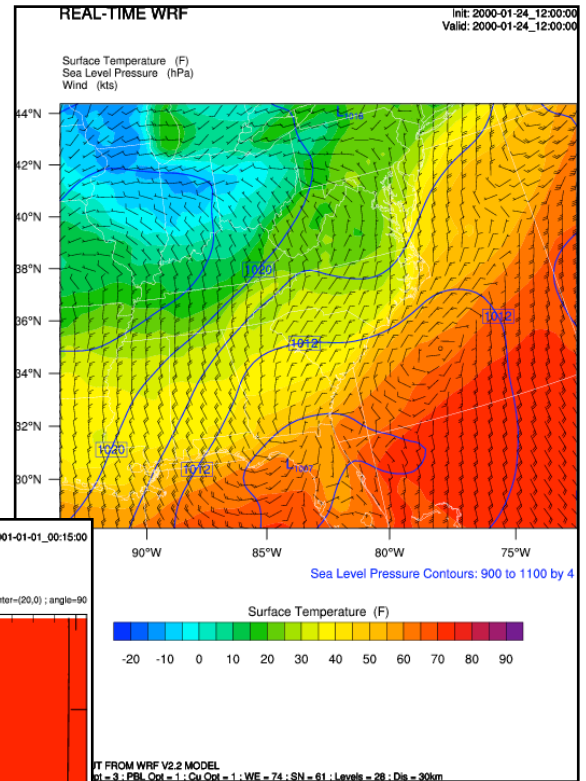 REAL-TIME WRF
Init: 2000-01-24_12:00:00
Valid: 2000-01-24_12:00:00
Surface Temperature (F)
Sea Level Pressure (hPa)
Wind (kts)
44°N
42°N
40°N
38°N
36°N
34°N
32°N
30°N
L1016
1020
1012
1012
1020
1012
L1007
90°W
85°W
80°W
75°W
Sea Level Pressure Contours: 900 to 1100 by 4
Surface Temperature (F)
-20 -10 0 10 20 30 40 50 60 70 80 90
01-01-01_00:15:00
nter=(20,0) ; angle=90
UT FROM WRF V2.2 MODEL
pt = 3 ; PBL Opt = 1 ; Cu Opt = 1 ; WE = 74 ; SN = 61 ; Levels = 28 ; Dis = 30km